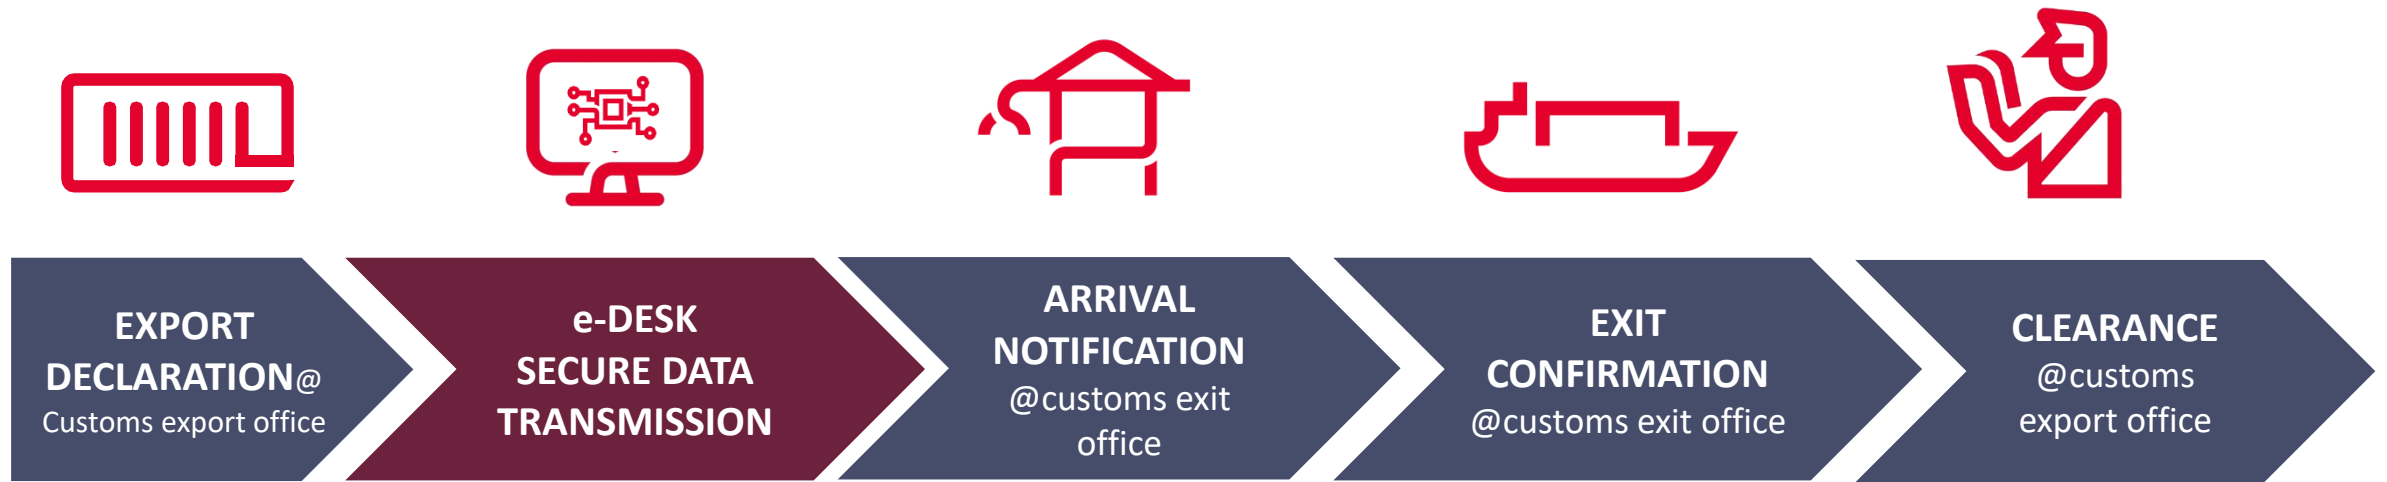 EXPORT
DECLARATION@
Customs export office
e-DESK
SECURE DATA
TRANSMISSION
ARRIVAL
NOTIFICATION
@customs exit
office
EXIT
CONFIRMATION
@customs exit office
CLEARANCE
@customs
export office